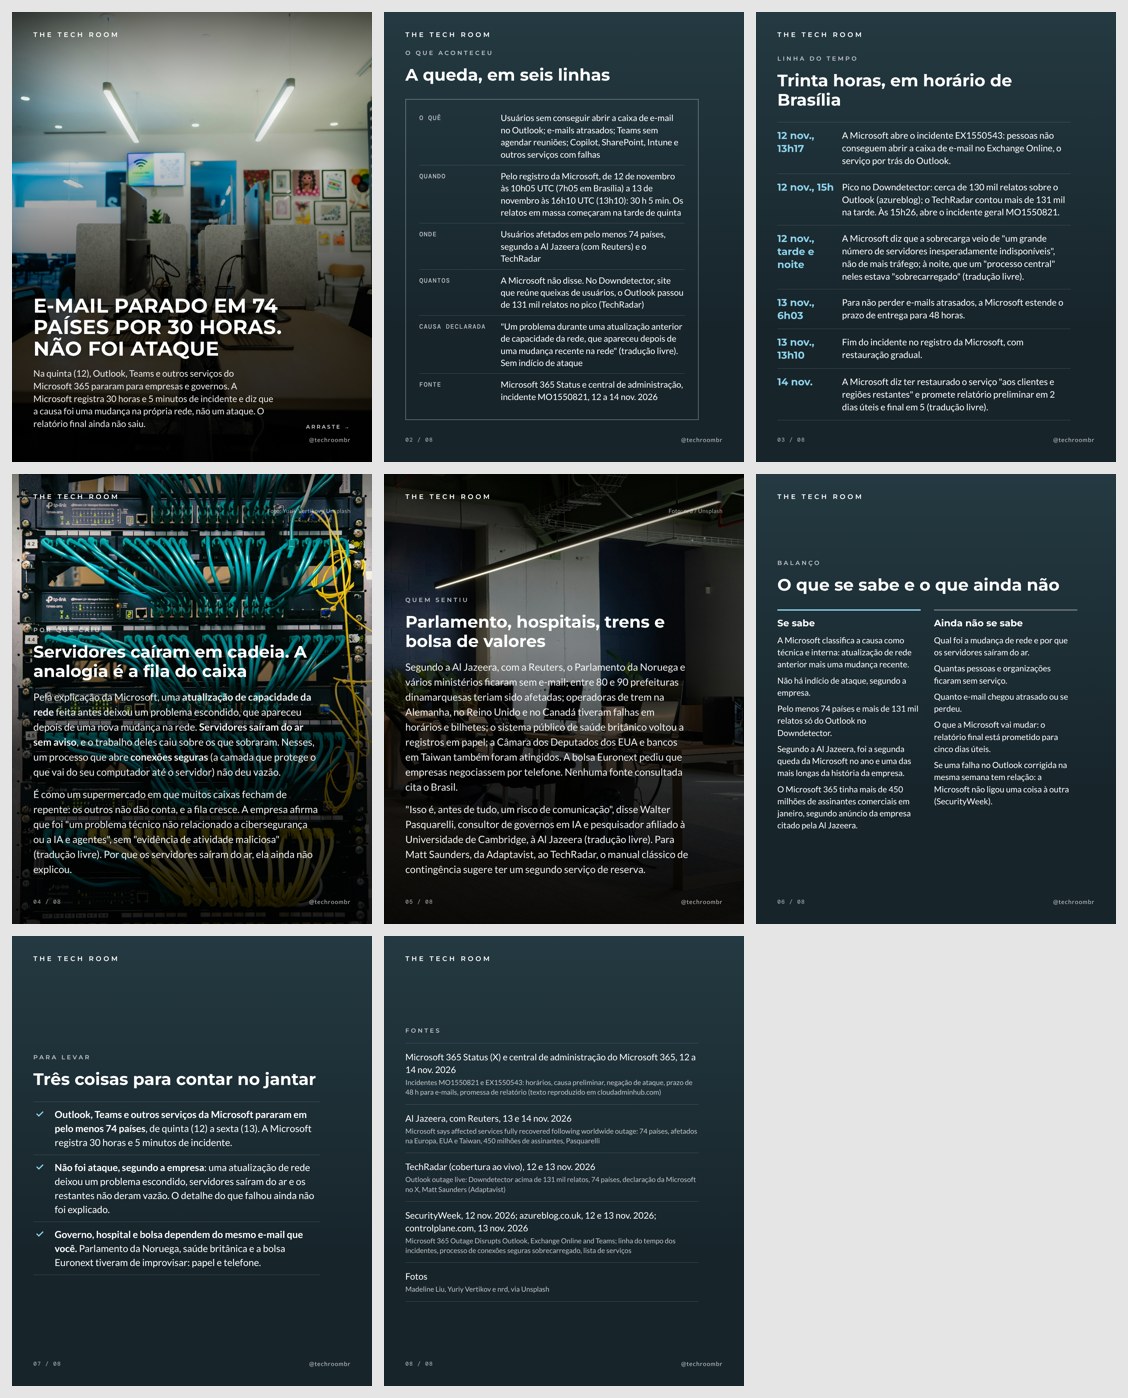 THE TECH ROOM
E-MAIL PARADO EM 74
PAÍSES POR 30 HORAS.
NÃO FOI ATAQUE
Na quinta (12), Outlook, Teams e outros serviços do
Microsoft 365 pararam para empresas e governos. A
Microsoft registra 30 horas e 5 minutos de incidente e diz que
a causa foi uma mudança na própria rede, não um ataque. O
relatório final ainda não saiu.
ARRASTE →
@techroombr
THE TECH ROOM
O QUE ACONTECEU
A queda, em seis linhas
O QUÊ
Usuários sem conseguir abrir a caixa de e-mail
no Outlook; e-mails atrasados; Teams sem
agendar reuniões; Copilot, SharePoint, Intune e
outros serviços com falhas
QUANDO
Pelo registro da Microsoft, de 12 de novembro
às 10h05 UTC (7h05 em Brasília) a 13 de
novembro às 16h10 UTC (13h10): 30 h 5 min. Os
relatos em massa começaram na tarde de quinta
ONDE
Usuários afetados em pelo menos 74 países,
segundo a Al Jazeera (com Reuters) e o
TechRadar
QUANTOS
A Microsoft não disse. No Downdetector, site
que reúne queixas de usuários, o Outlook passou
de 131 mil relatos no pico (TechRadar)
CAUSA DECLARADA
"Um problema durante uma atualização anterior
de capacidade da rede, que apareceu depois de
uma mudança recente na rede" (tradução livre).
Sem indício de ataque
FONTE
Microsoft 365 Status e central de administração,
incidente MO1550821, 12 a 14 nov. 2026
02 / 08
@techroombr
THE TECH ROOM
LINHA DO TEMPO
Trinta horas, em horário de
Brasília
12 nov.,
13h17
A Microsoft abre o incidente EX1550543: pessoas não
conseguem abrir a caixa de e-mail no Exchange Online, o
serviço por trás do Outlook.
12 nov., 15h
Pico no Downdetector: cerca de 130 mil relatos sobre o
Outlook (azureblog); o TechRadar contou mais de 131 mil
na tarde. Às 15h26, abre o incidente geral MO1550821.
12 nov.,
tarde e
noite
A Microsoft diz que a sobrecarga veio de "um grande
número de servidores inesperadamente indisponíveis",
não de mais tráfego; à noite, que um "processo central"
neles estava "sobrecarregado" (tradução livre).
13 nov.,
6h03
Para não perder e-mails atrasados, a Microsoft estende o
prazo de entrega para 48 horas.
13 nov.,
13h10
Fim do incidente no registro da Microsoft, com
restauração gradual.
14 nov.
A Microsoft diz ter restaurado o serviço "aos clientes e
regiões restantes" e promete relatório preliminar em 2
dias úteis e final em 5 (tradução livre).
03 / 08
@techroombr
THE TECH ROOM
Foto: Yuriy Vertikov / Unsplash
POR QUE CAIU
Servidores caíram em cadeia. A
analogia é a fila do caixa
Pela explicação da Microsoft, uma atualização de capacidade da
rede feita antes deixou um problema escondido, que apareceu
depois de uma nova mudança na rede. Servidores saíram do ar
sem aviso, e o trabalho deles caiu sobre os que sobraram. Nesses,
um processo que abre conexões seguras (a camada que protege o
que vai do seu computador até o servidor) não deu vazão.
É como um supermercado em que muitos caixas fecham de
repente: os outros não dão conta, e a fila cresce. A empresa afirma
que foi "um problema técnico não relacionado a cibersegurança
ou a IA e agentes", sem "evidência de atividade maliciosa"
(tradução livre). Por que os servidores saíram do ar, ela ainda não
explicou.
04 / 08
@techroombr
THE TECH ROOM
Foto: nrd / Unsplash
QUEM SENTIU
Parlamento, hospitais, trens e
bolsa de valores
Segundo a Al Jazeera, com a Reuters, o Parlamento da Noruega e
vários ministérios ficaram sem e-mail; entre 80 e 90 prefeituras
dinamarquesas teriam sido afetadas; operadoras de trem na
Alemanha, no Reino Unido e no Canadá tiveram falhas em
horários e bilhetes; o sistema público de saúde britânico voltou a
registros em papel; a Câmara dos Deputados dos EUA e bancos
em Taiwan também foram atingidos. A bolsa Euronext pediu que
empresas negociassem por telefone. Nenhuma fonte consultada
cita o Brasil.
"Isso é, antes de tudo, um risco de comunicação", disse Walter
Pasquarelli, consultor de governos em IA e pesquisador afiliado à
Universidade de Cambridge, à Al Jazeera (tradução livre). Para
Matt Saunders, da Adaptavist, ao TechRadar, o manual clássico de
contingência sugere ter um segundo serviço de reserva.
05 / 08
@techroombr
THE TECH ROOM
BALANÇO
O que se sabe e o que ainda não
Se sabe
A Microsoft classifica a causa como
técnica e interna: atualização de rede
anterior mais uma mudança recente.
Não há indício de ataque, segundo a
empresa.
Pelo menos 74 países e mais de 131 mil
relatos só do Outlook no
Downdetector.
Segundo a Al Jazeera, foi a segunda
queda da Microsoft no ano e uma das
mais longas da história da empresa.
O Microsoft 365 tinha mais de 450
milhões de assinantes comerciais em
janeiro, segundo anúncio da empresa
citado pela Al Jazeera.
Ainda não se sabe
Qual foi a mudança de rede e por que
os servidores saíram do ar.
Quantas pessoas e organizações
ficaram sem serviço.
Quanto e-mail chegou atrasado ou se
perdeu.
O que a Microsoft vai mudar: o
relatório final está prometido para
cinco dias úteis.
Se uma falha no Outlook corrigida na
mesma semana tem relação: a
Microsoft não ligou uma coisa à outra
(SecurityWeek).
06 / 08
@techroombr
THE TECH ROOM
PARA LEVAR
Três coisas para contar no jantar
Outlook, Teams e outros serviços da Microsoft pararam em
pelo menos 74 países, de quinta (12) a sexta (13). A Microsoft
registra 30 horas e 5 minutos de incidente.
Não foi ataque, segundo a empresa: uma atualização de rede
deixou um problema escondido, servidores saíram do ar e os
restantes não deram vazão. O detalhe do que falhou ainda não
foi explicado.
Governo, hospital e bolsa dependem do mesmo e-mail que
você. Parlamento da Noruega, saúde britânica e a bolsa
Euronext tiveram de improvisar: papel e telefone.
07 / 08
@techroombr
THE TECH ROOM
FONTES
Microsoft 365 Status (X) e central de administração do Microsoft 365, 12 a
14 nov. 2026
Incidentes MO1550821 e EX1550543: horários, causa preliminar, negação de ataque, prazo de
48 h para e-mails, promessa de relatório (texto reproduzido em cloudadminhub.com)
Al Jazeera, com Reuters, 13 e 14 nov. 2026
Microsoft says affected services fully recovered following worldwide outage: 74 países, afetados
na Europa, EUA e Taiwan, 450 milhões de assinantes, Pasquarelli
TechRadar (cobertura ao vivo), 12 e 13 nov. 2026
Outlook outage live: Downdetector acima de 131 mil relatos, 74 países, declaração da Microsoft
no X, Matt Saunders (Adaptavist)
SecurityWeek, 12 nov. 2026; azureblog.co.uk, 12 e 13 nov. 2026;
controlplane.com, 13 nov. 2026
Microsoft 365 Outage Disrupts Outlook, Exchange Online and Teams; linha do tempo dos
incidentes, processo de conexões seguras sobrecarregado, lista de serviços
Fotos
Madeline Liu, Yuriy Vertikov e nrd, via Unsplash
08 / 08
@techroombr